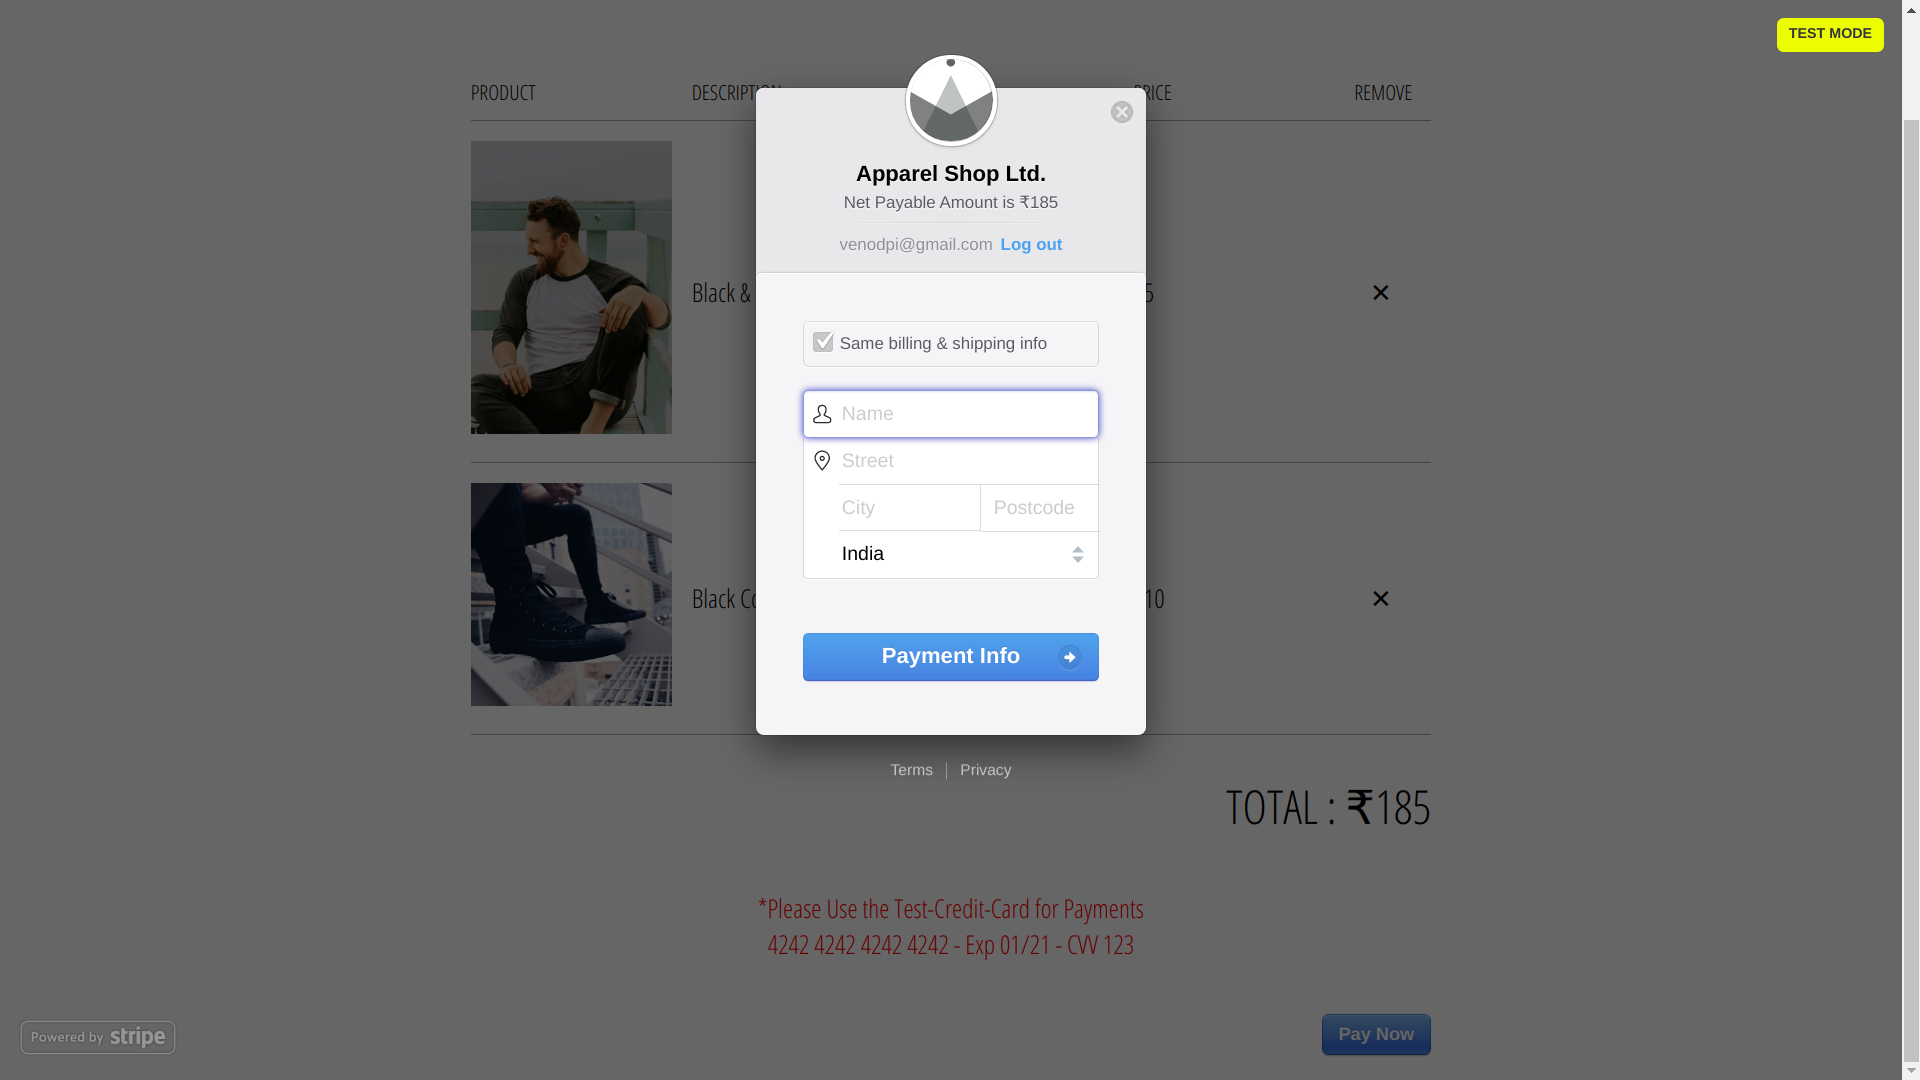 TEST MODE
PRODUCT DESCRIPTION PRICE REMOVE
Apparel Shop Ltd.
Net Payable Amount is ₹185
venodpi@gmail.com Log out
Black & 5 ✕
Same billing & shipping info
Name
Street
City Postcode
India
Black Co 10 ✕
Payment Info
Terms Privacy
TOTAL : ₹185
*Please Use the Test-Credit-Card for Payments
4242 4242 4242 4242 - Exp 01/21 - CVV 123
Powered by stripe
Pay Now